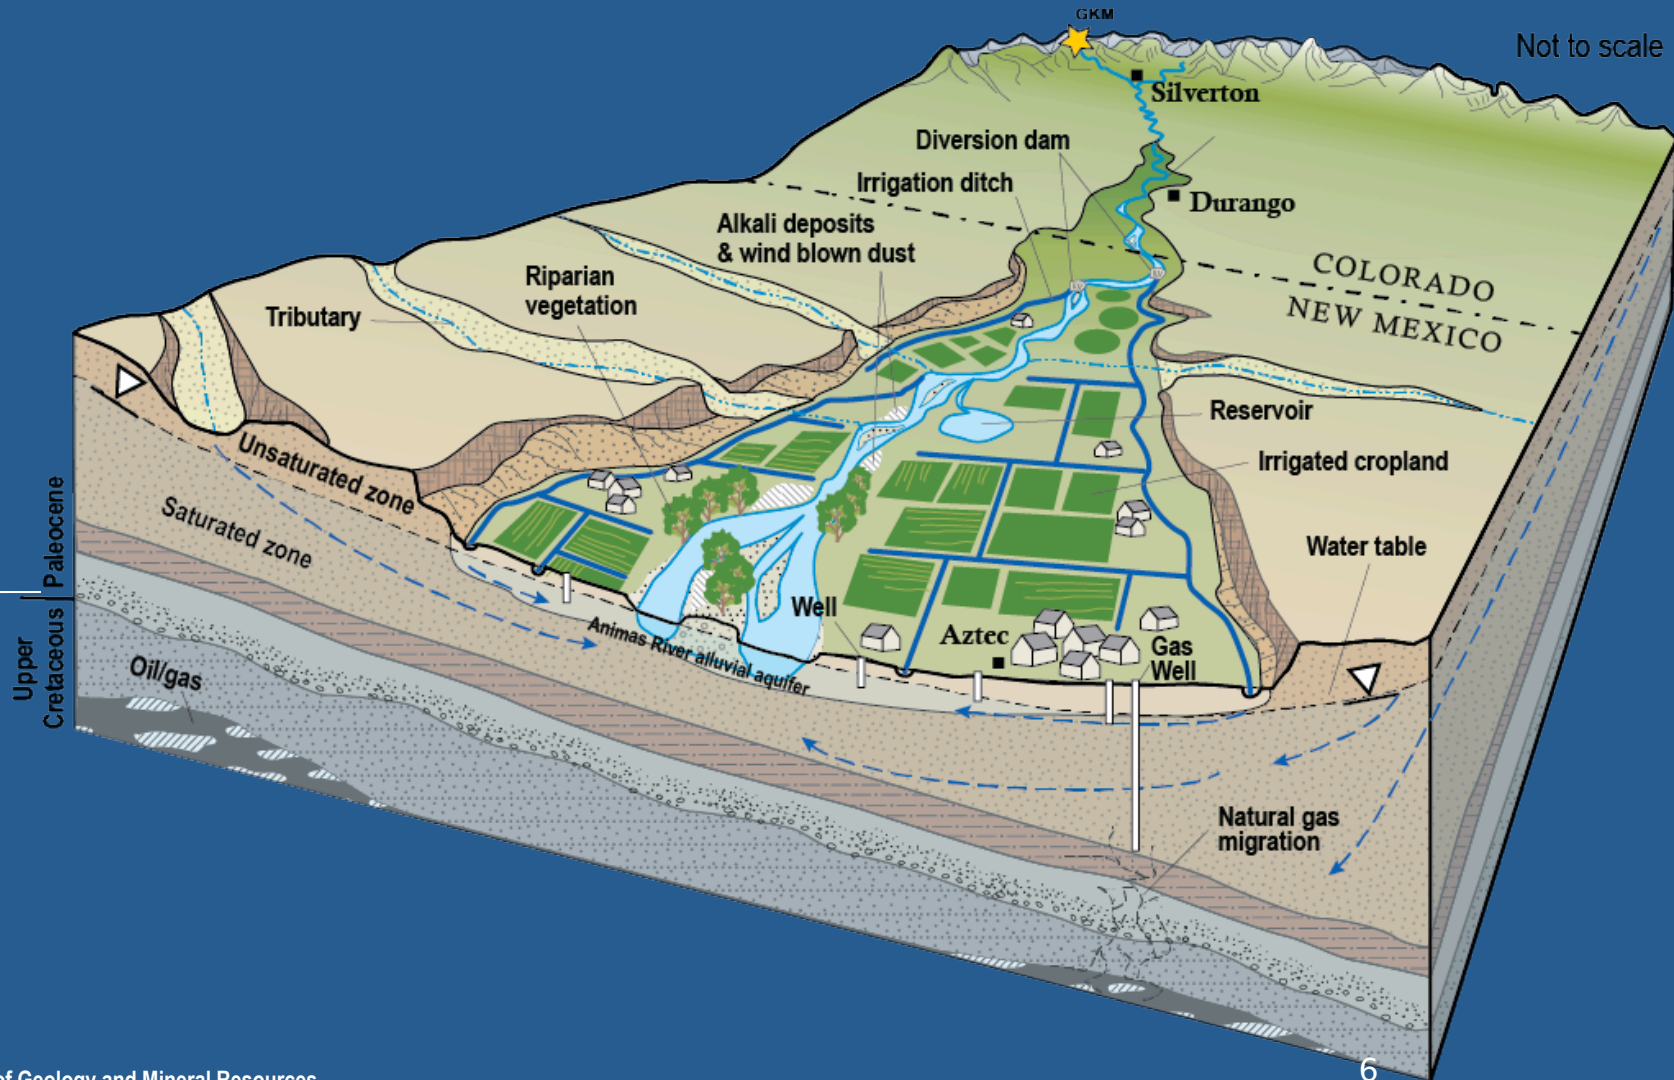 GKM
Not to scale
Silverton
Diversion dam
Irrigation ditch
Durango
Alkali deposits
& wind blown dust
COLORADO
NEW MEXICO
Riparian
vegetation
Tributary
Reservoir
Irrigated cropland
Unsaturated zone
Saturated zone
Water table
Well
Aztec
Gas
Well
Animas River alluvial aquifer
Paleocene
Upper
Cretaceous
Oil/gas
Natural gas
migration
of Geology and Mineral Resources
6